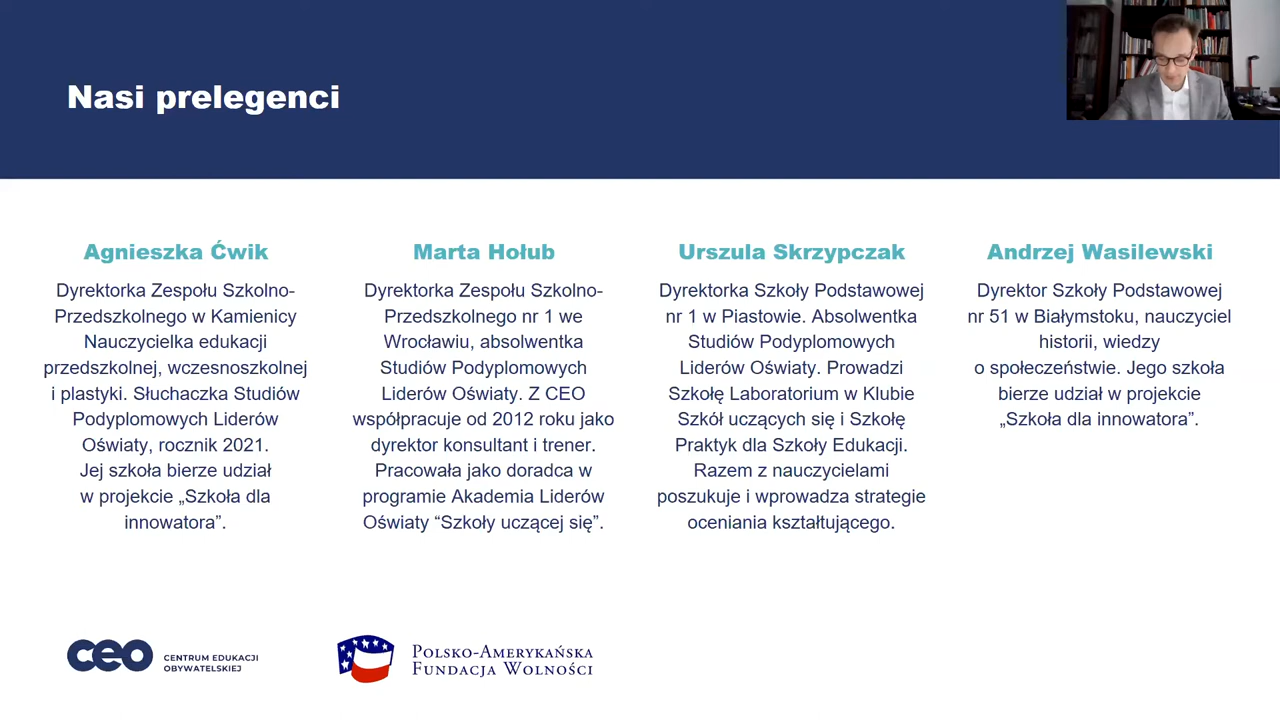 Nasi prelegenci
Agnieszka Ćwik
Dyrektorka Zespołu Szkolno-
Przedszkolnego w Kamienicy
Nauczycielka edukacji
przedszkolnej, wczesnoszkolnej
i plastyki. Słuchaczka Studiów
Podyplomowych Liderów
Oświaty, rocznik 2021.
Jej szkoła bierze udział
w projekcie „Szkoła dla
innowatora”.
Marta Hołub
Dyrektorka Zespołu Szkolno-
Przedszkolnego nr 1 we
Wrocławiu, absolwentka
Studiów Podyplomowych
Liderów Oświaty. Z CEO
współpracuje od 2012 roku jako
dyrektor konsultant i trener.
Pracowała jako doradca w
programie Akademia Liderów
Oświaty “Szkoły uczącej się”.
Urszula Skrzypczak
Dyrektorka Szkoły Podstawowej
nr 1 w Piastowie. Absolwentka
Studiów Podyplomowych
Liderów Oświaty. Prowadzi
Szkołę Laboratorium w Klubie
Szkół uczących się i Szkołę
Praktyk dla Szkoły Edukacji.
Razem z nauczycielami
poszukuje i wprowadza strategie
oceniania kształtującego.
Andrzej Wasilewski
Dyrektor Szkoły Podstawowej
nr 51 w Białymstoku, nauczyciel
historii, wiedzy
o społeczeństwie. Jego szkoła
bierze udział w projekcie
„Szkoła dla innowatora”.
ceo
CENTRUM EDUKACJI
OBYWATELSKIEJ
POLSKO-AMERYKAŃSKA
FUNDACJA WOLNOŚCI